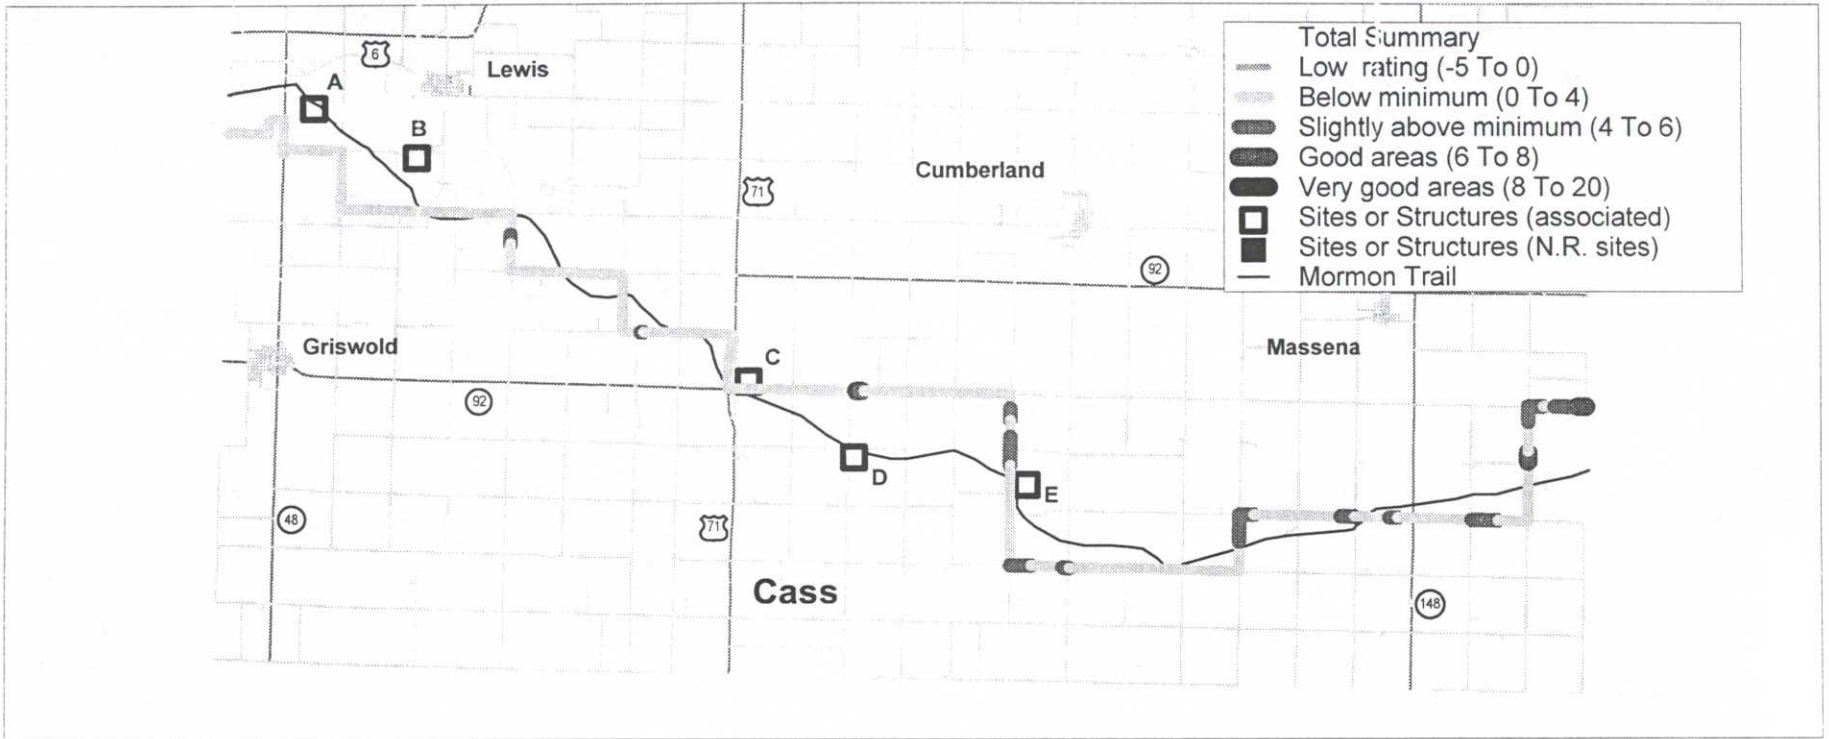 Total Summary
Low rating (-5 To 0)
Below minimum (0 To 4)
Slightly above minimum (4 To 6)
Good areas (6 To 8)
Very good areas (8 To 20)
Sites or Structures (associated)
Sites or Structures (N.R. sites)
Mormon Trail
6
Lewis
A
B
71
Cumberland
92
Griswold
C
Massena
92
D
E
48
71
Cass
148